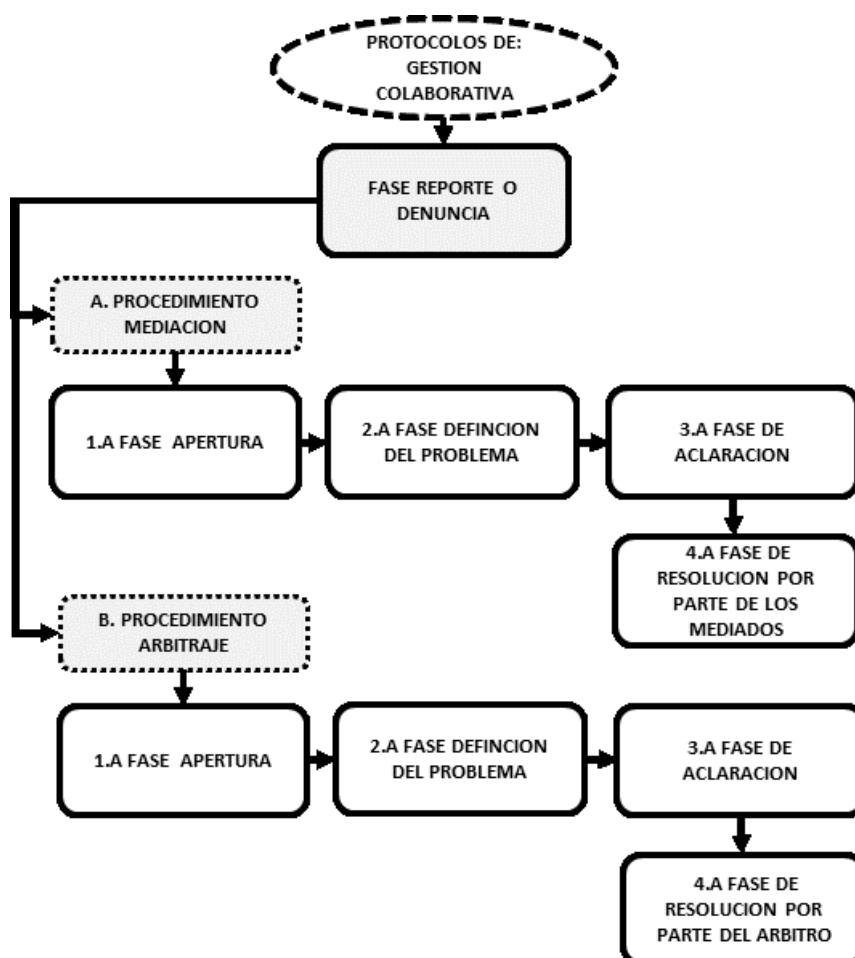 PROTOCOLOS DE:
GESTION
COLABORATIVA
FASE REPORTE O
DENUNCIA
A. PROCEDIMIENTO
MEDIACION
1.A FASE APERTURA
2.A FASE DEFINCION
DEL PROBLEMA
3.A FASE DE
ACLARACION
4.A FASE DE
RESOLUCION POR
PARTE DE LOS
MEDIADOS
B. PROCEDIMIENTO
ARBITRAJE
1.A FASE APERTURA
2.A FASE DEFINCION
DEL PROBLEMA
3.A FASE DE
ACLARACION
4.A FASE DE
RESOLUCION POR
PARTE DEL ARBITRO